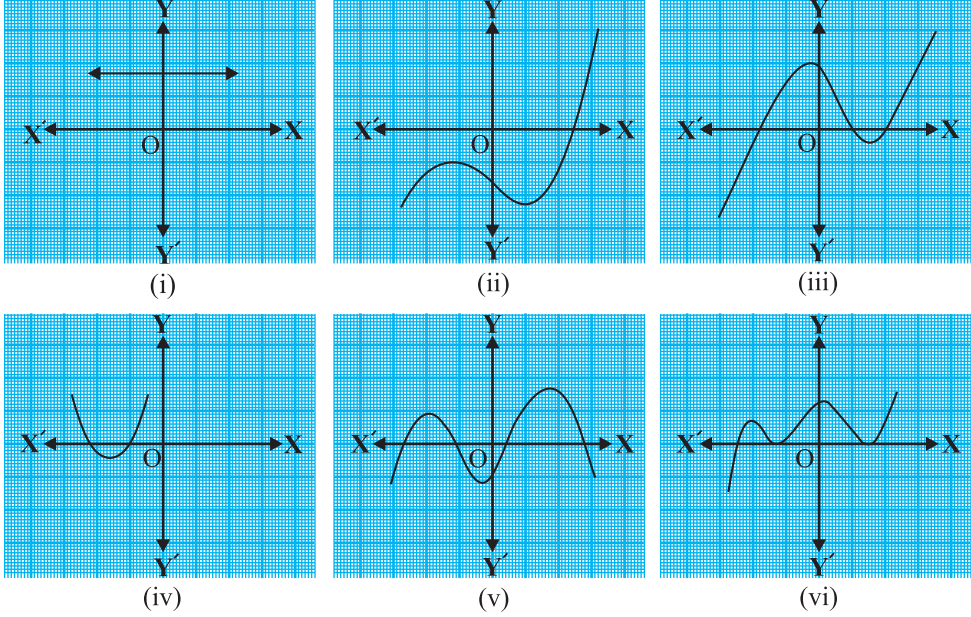 Y Y Y
X′ O X X′ O X X′ O X
Y′ Y′ Y′
(i) (ii) (iii)
Y Y Y
X′ O X X′ O X X′ O X
Y′ Y′ Y′
(iv) (v) (vi)